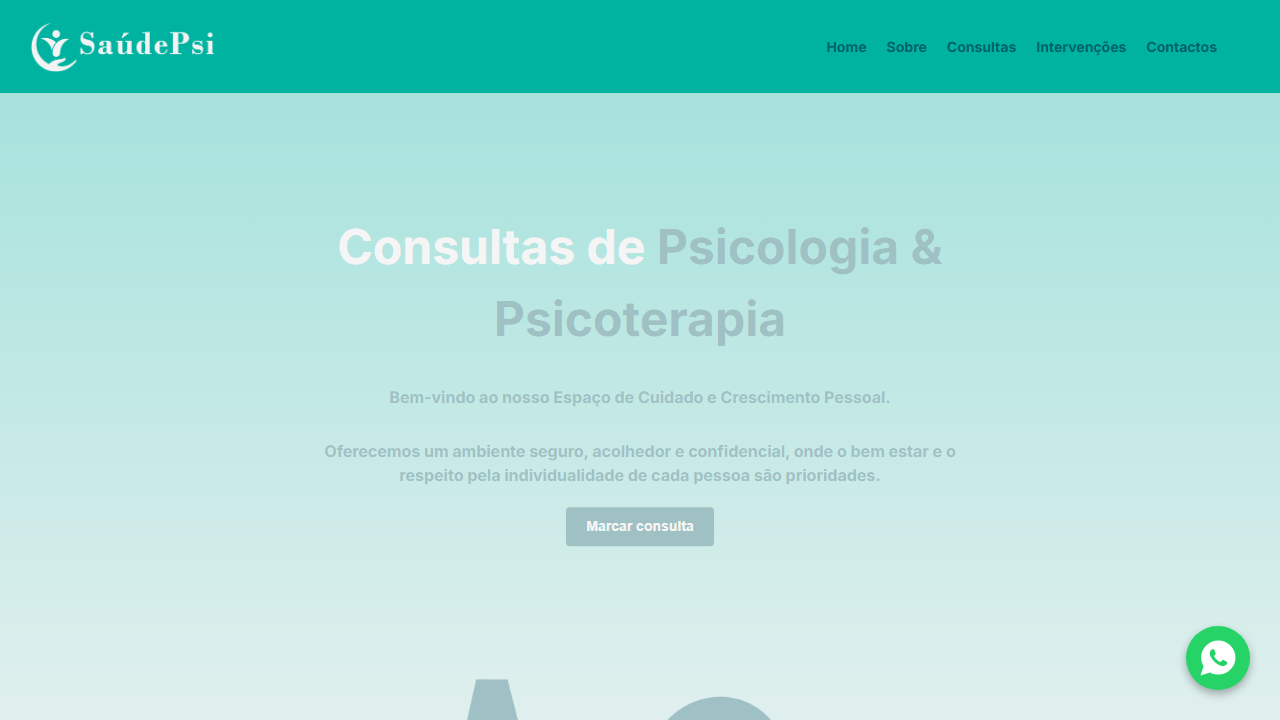 SaúdePsi
Home Sobre Consultas Intervenções Contactos
Consultas de Psicologia &
Psicoterapia
Bem-vindo ao nosso Espaço de Cuidado e Crescimento Pessoal.
Oferecemos um ambiente seguro, acolhedor e confidencial, onde o bem estar e o
respeito pela individualidade de cada pessoa são prioridades.
Marcar consulta